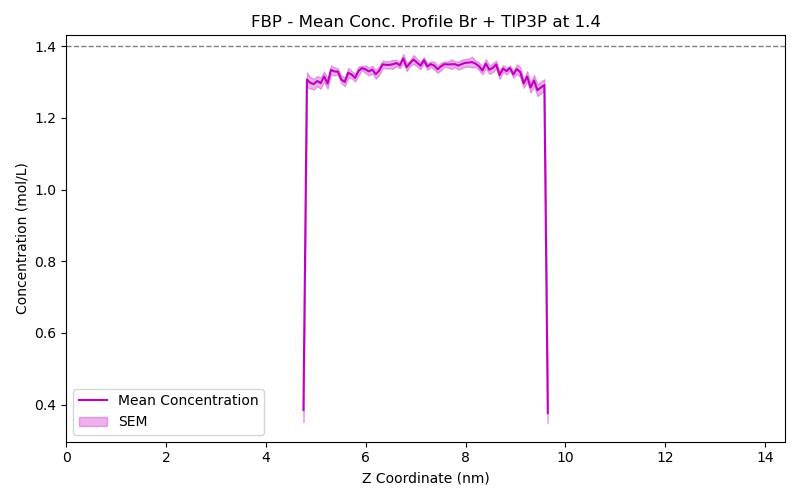 FBP - Mean Conc. Profile Br + TIP3P at 1.4
1.4
1.2
1.0
0.8
0.6
0.4
Concentration (mol/L)
Mean Concentration
SEM
0 2 4 6 8 10 12 14
Z Coordinate (nm)